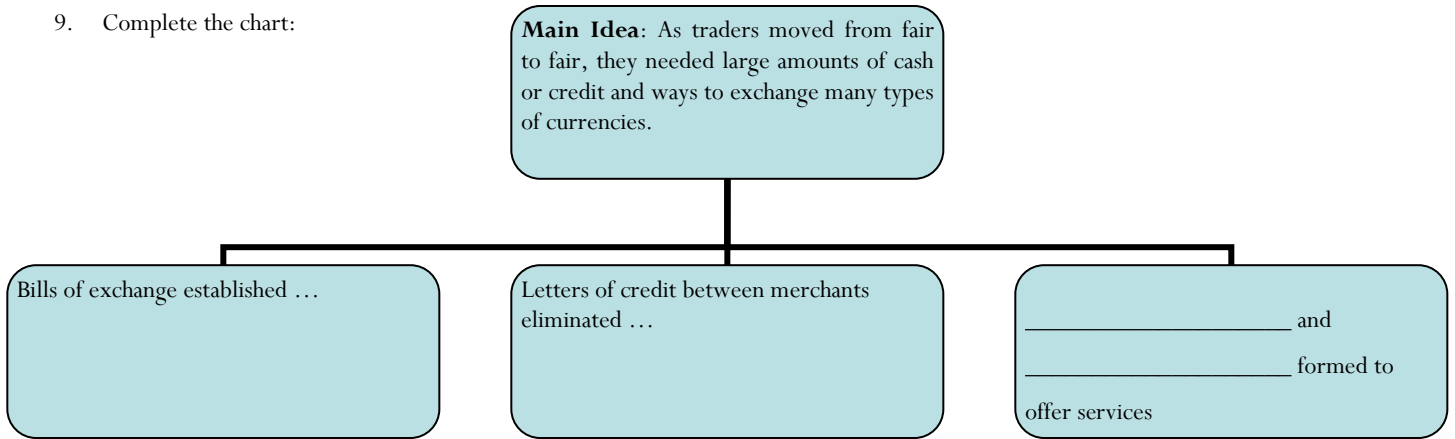 9. Complete the chart:
Main Idea: As traders moved from fair
to fair, they needed large amounts of cash
or credit and ways to exchange many types
of currencies.
Bills of exchange established …
Letters of credit between merchants
eliminated …
______________________ and
______________________ formed to
offer services